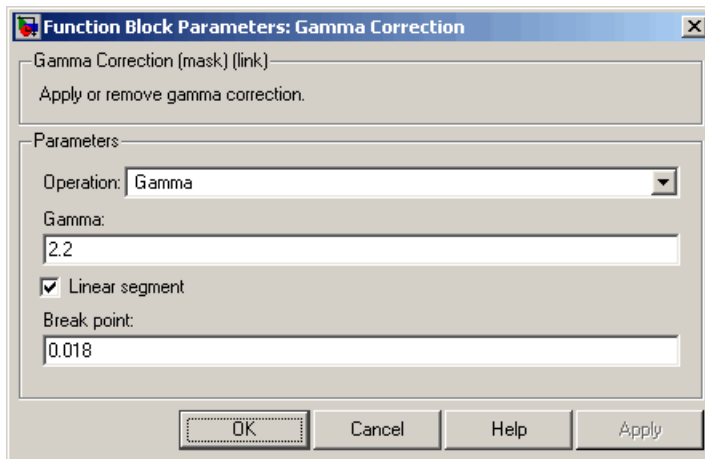 Function Block Parameters: Gamma Correction
Gamma Correction (mask) (link)
Apply or remove gamma correction.
Parameters
Operation: Gamma
Gamma:
2.2
Linear segment
Break point:
0.018
OK Cancel Help Apply